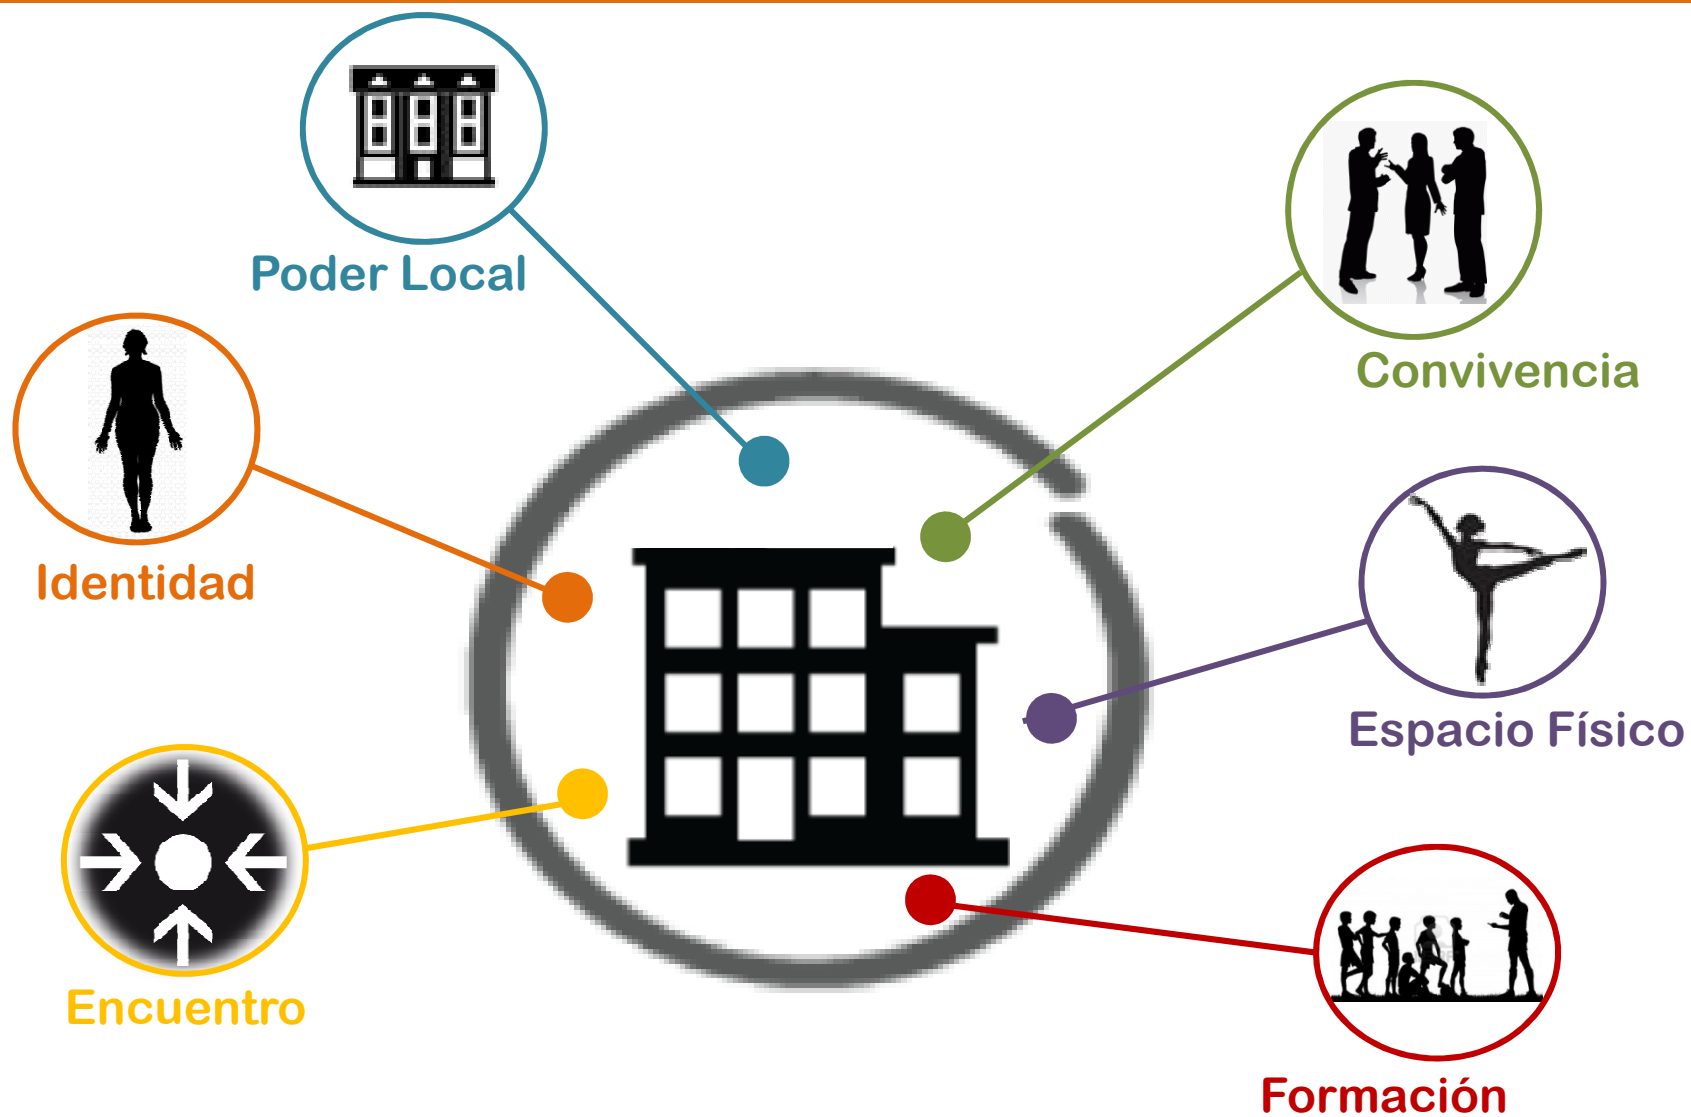 Poder Local
Convivencia
Identidad
Espacio Físico
Encuentro
Formación